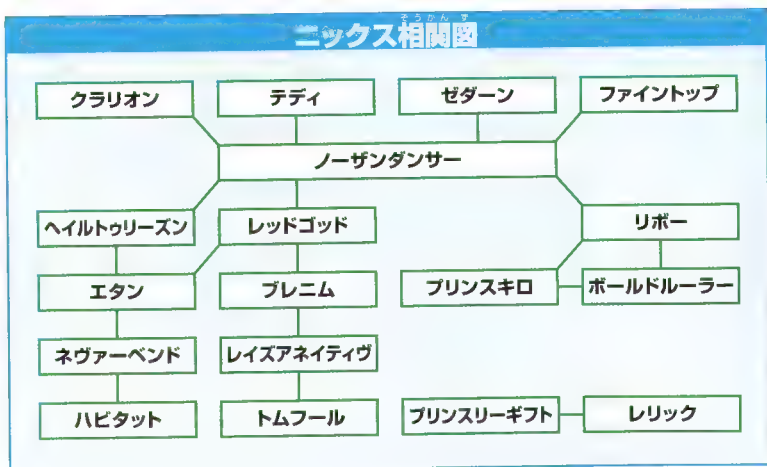 そうかんず
ニックス相関図
クラリオン
テディ
ゼダーン
ファイントップ
ノーザンダンサー
ヘイルトゥリーズン
レッドゴッド
リボー
エタン
ブレニム
プリンスキロ
ボールドルーラー
ネヴァーベンド
レイズアネイティヴ
ハビタット
トムフール
プリンスリーギフト
レリック